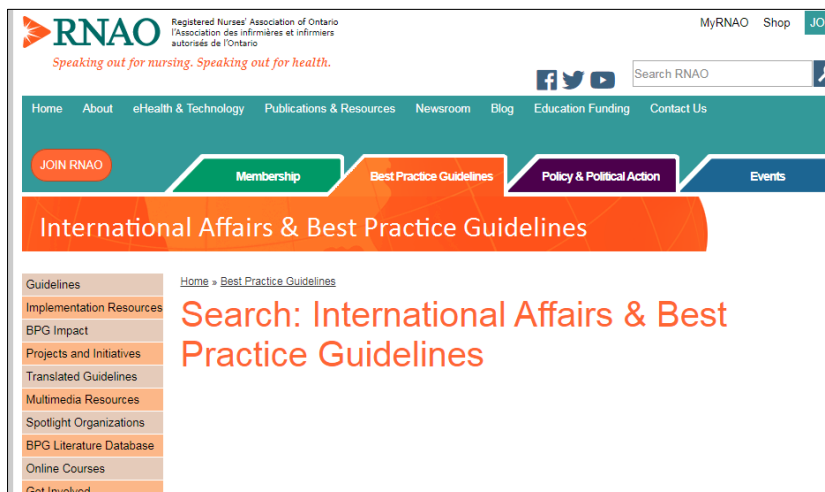 RNAO
Registered Nurses' Association of Ontario
l'Association des infirmières et infirmiers
autorisés de l'Ontario
Speaking out for nursing. Speaking out for health.
MyRNAO Shop
Search RNAO
Home About eHealth & Technology Publications & Resources Newsroom Blog Education Funding Contact Us
JOIN RNAO
Membership Best Practice Guidelines Policy & Political Action Events
International Affairs & Best Practice Guidelines
Home » Best Practice Guidelines
Search: International Affairs & Best
Practice Guidelines
Guidelines
Implementation Resources
BPG Impact
Projects and Initiatives
Translated Guidelines
Multimedia Resources
Spotlight Organizations
BPG Literature Database
Online Courses
Get Involved